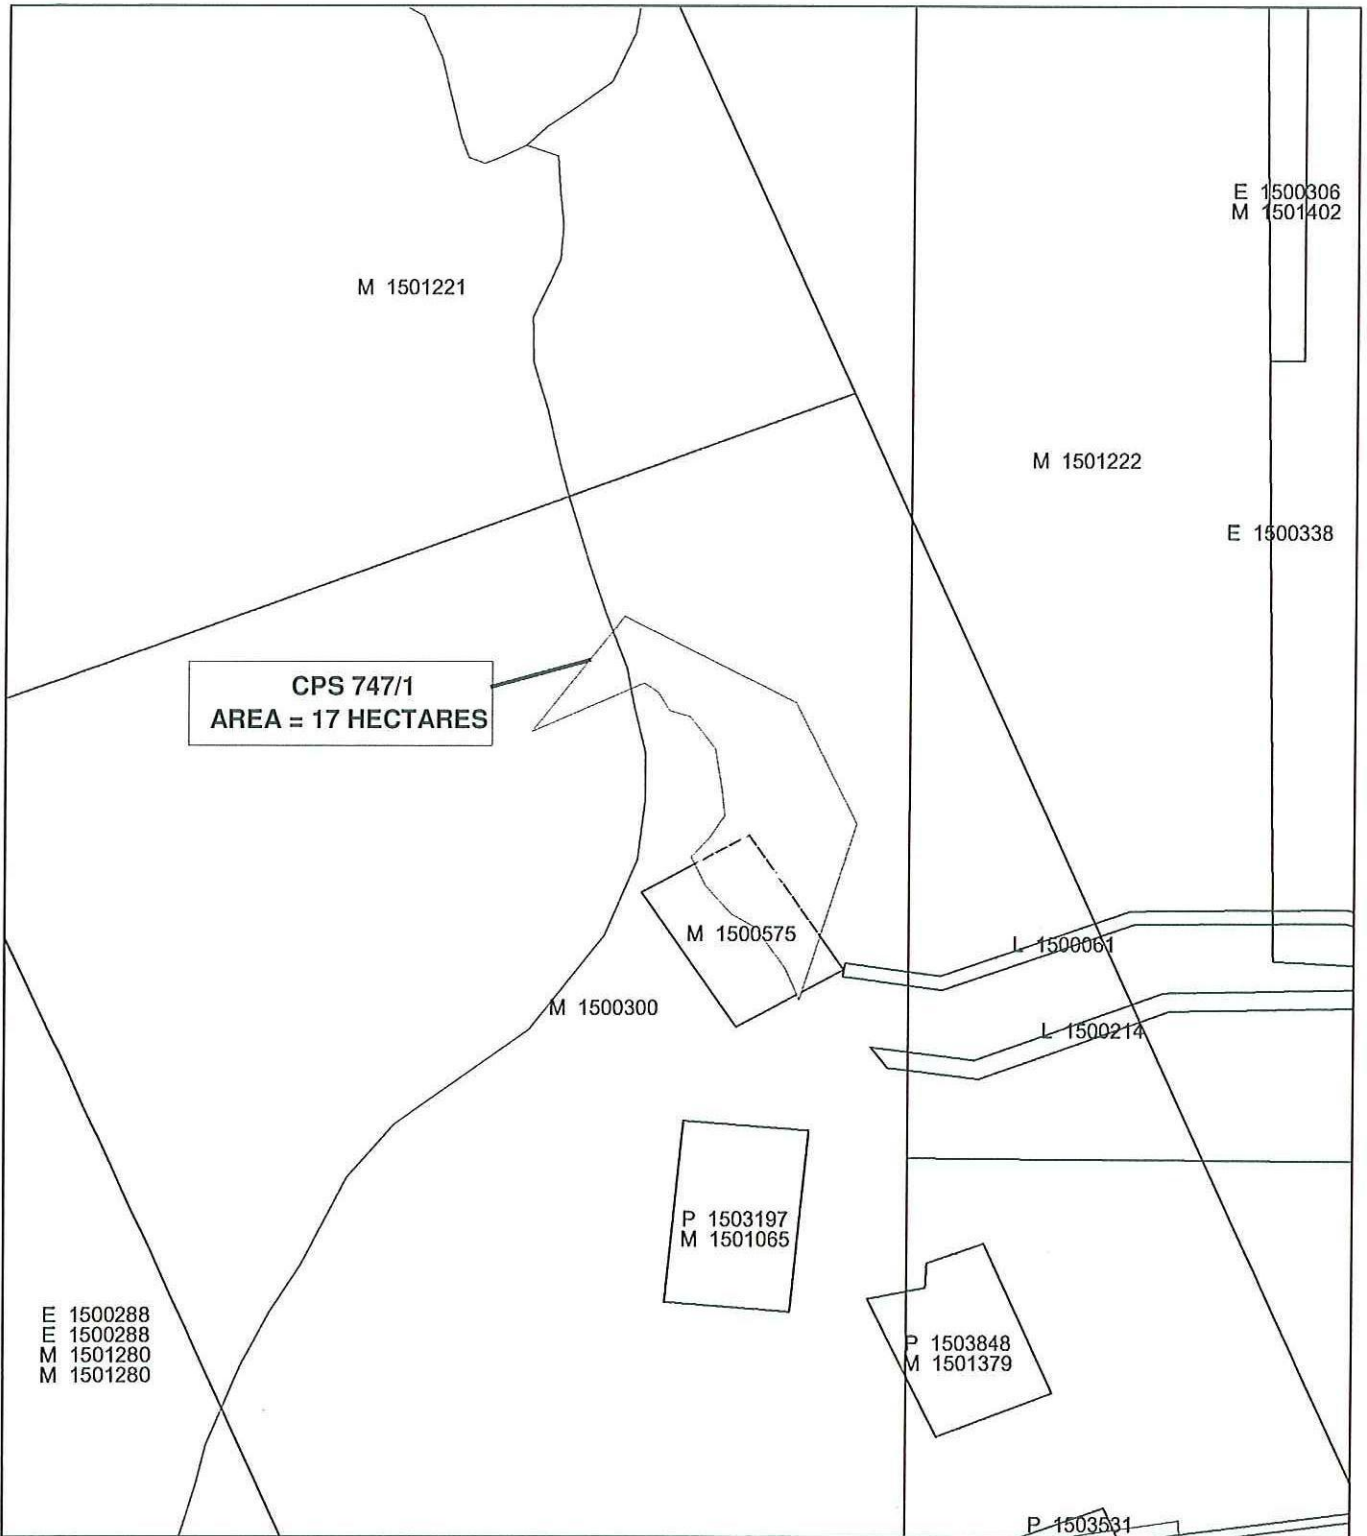 E 1500306
M 1501402
M 1501221
M 1501222
E 1500338
CPS 747/1
AREA = 17 HECTARES
M 1500575
L 1500061
M 1500300
L 1500214
P 1503197
M 1501065
E 1500288
E 1500288
M 1501280
M 1501280
P 1503848
M 1501379
P 1503531